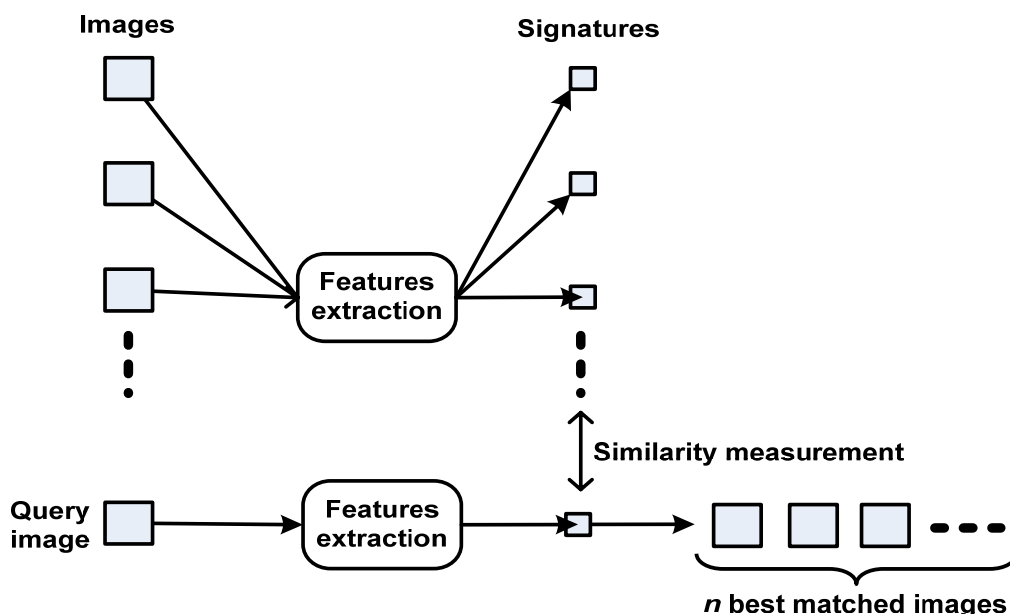 Images
Signatures
Features
extraction
Similarity measurement
Query
image
Features
extraction
n best matched images